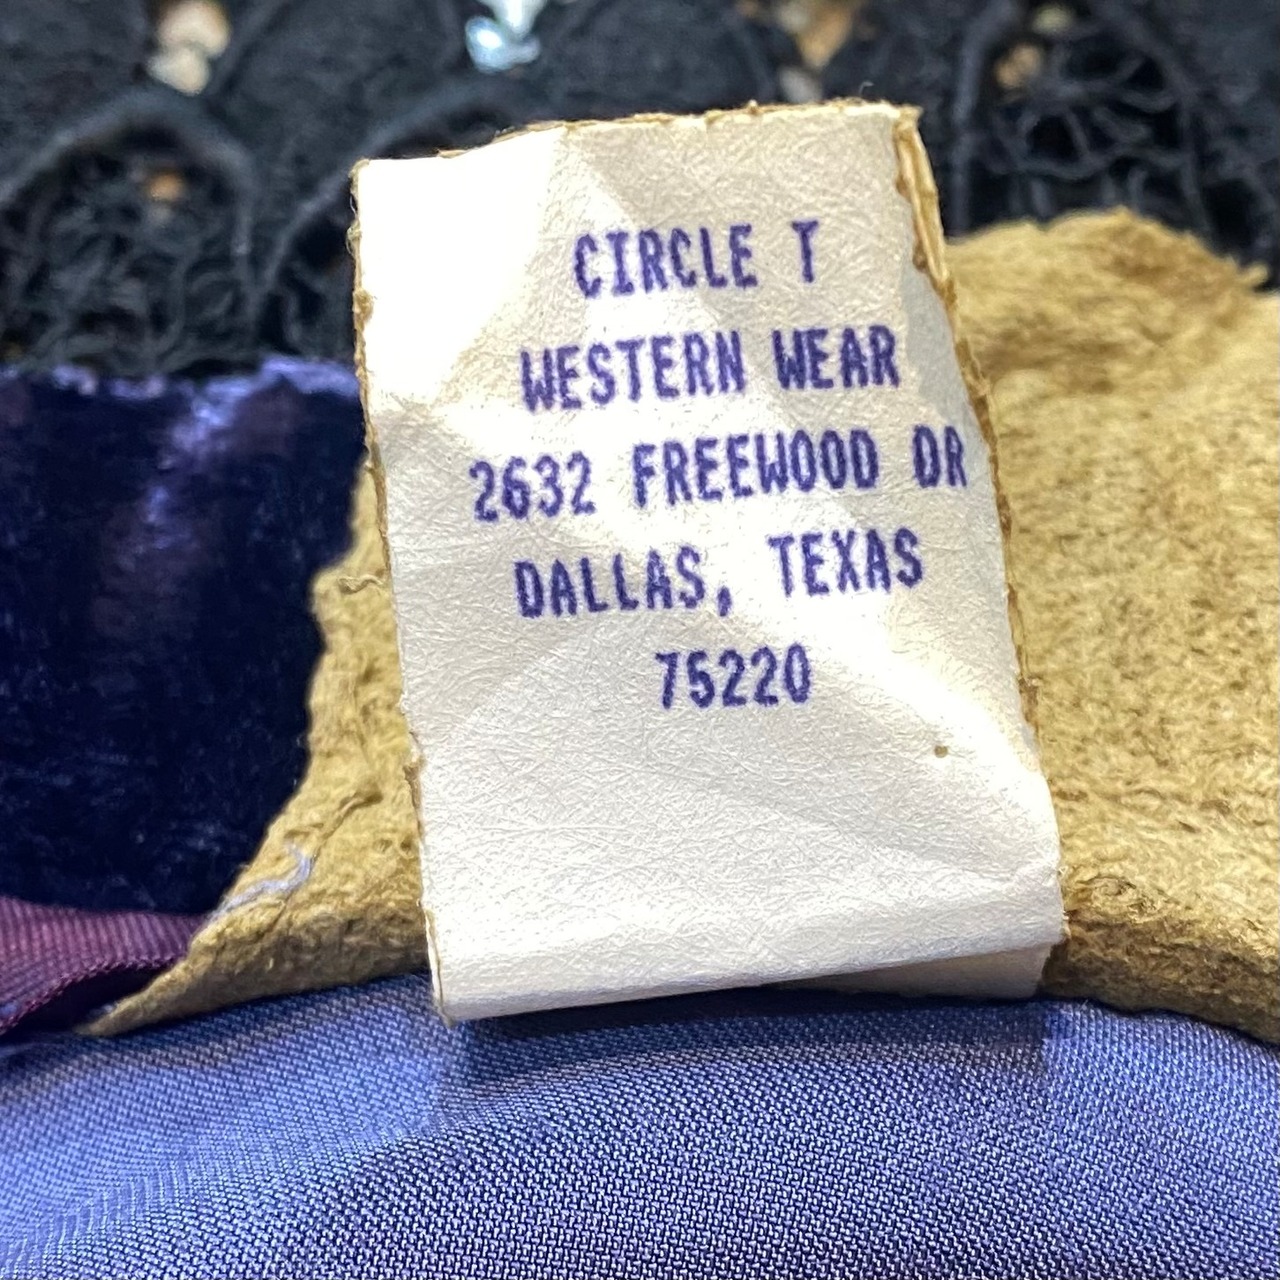 CIRCLE T
WESTERN WEAR
2632 FREEWOOD DR
DALLAS, TEXAS
75220